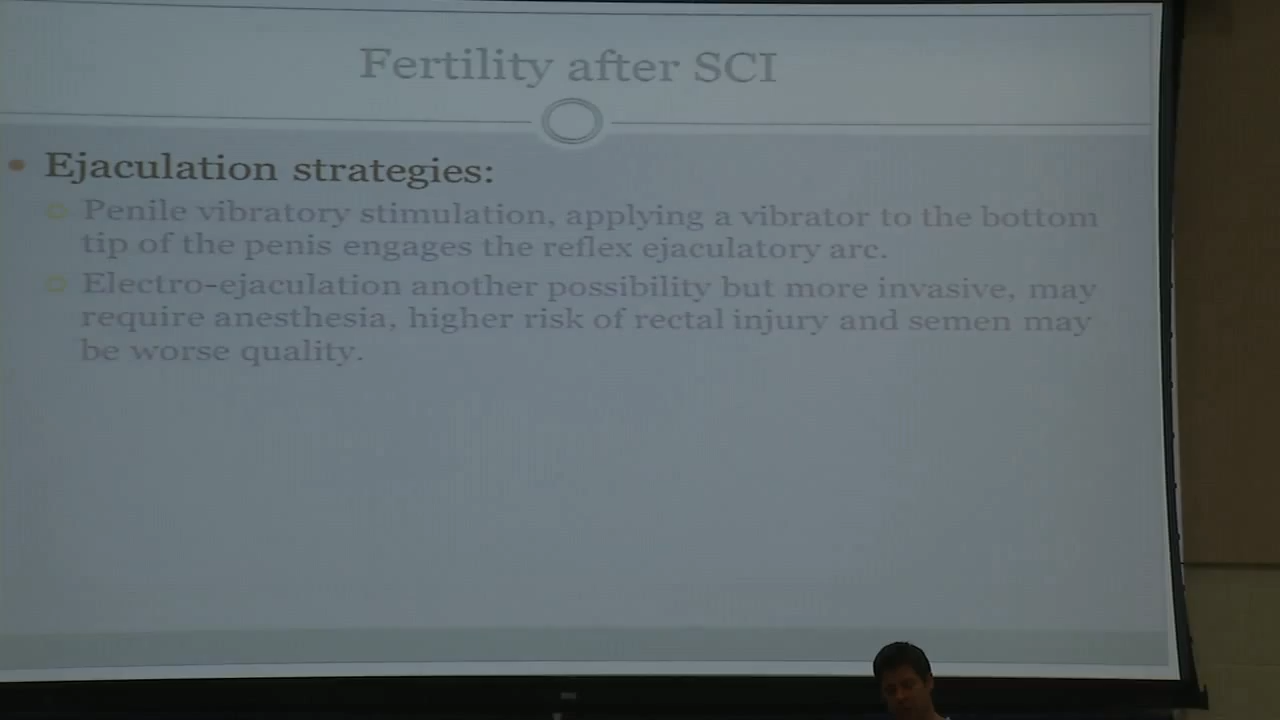 Fertility after SCI
Ejaculation strategies:
Penile vibratory stimulation, applying a vibrator to the bottom
tip of the penis engages the reflex ejaculatory arc.
Electro-ejaculation another possibility but more invasive, may
require anesthesia, higher risk of rectal injury and semen may
be worse quality.